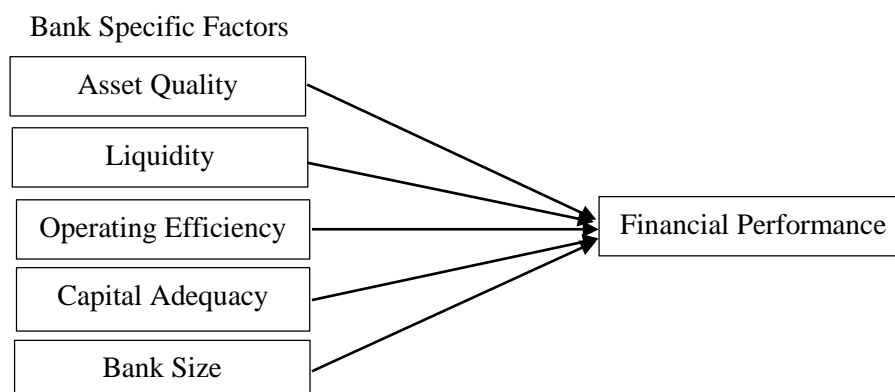 Bank Specific Factors
Asset Quality
Liquidity
Operating Efficiency
Financial Performance
Capital Adequacy
Bank Size